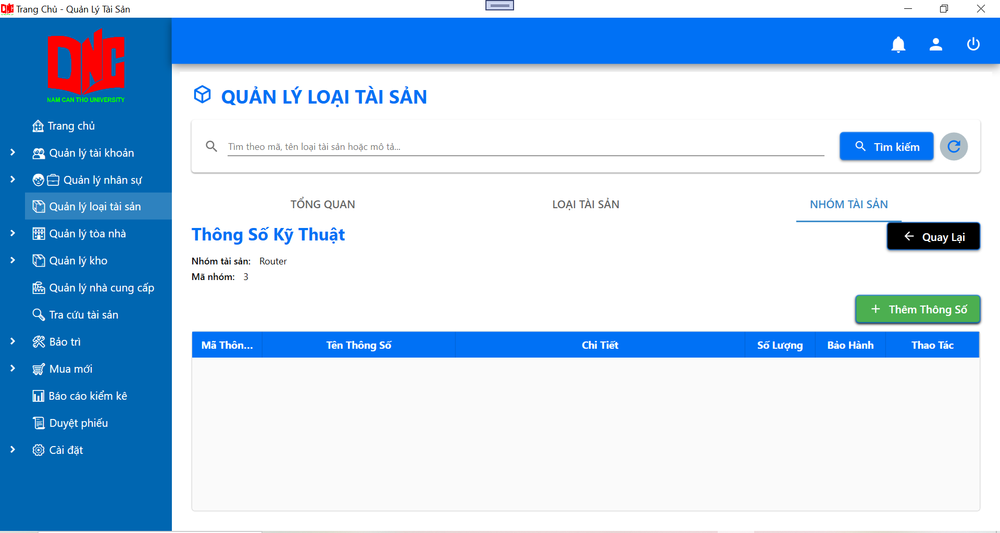 Trang Chủ - Quản Lý Tài Sản
DNC
NAM CAN THO UNIVERSITY
Trang chủ
Quản lý tài khoản
Quản lý nhân sự
Quản lý loại tài sản
Quản lý tòa nhà
Quản lý kho
Quản lý nhà cung cấp
Tra cứu tài sản
Bảo trì
Mua mới
Báo cáo kiểm kê
Duyệt phiếu
Cài đặt
QUẢN LÝ LOẠI TÀI SẢN
Tìm theo mã, tên loại tài sản hoặc mô tả...
Tìm kiếm
TỔNG QUAN
LOẠI TÀI SẢN
NHÓM TÀI SẢN
Thông Số Kỹ Thuật
Quay Lại
Nhóm tài sản: Router
Mã nhóm: 3
Thêm Thông Số
Mã Thôn... Tên Thông Số Chi Tiết Số Lượng Bảo Hành Thao Tác